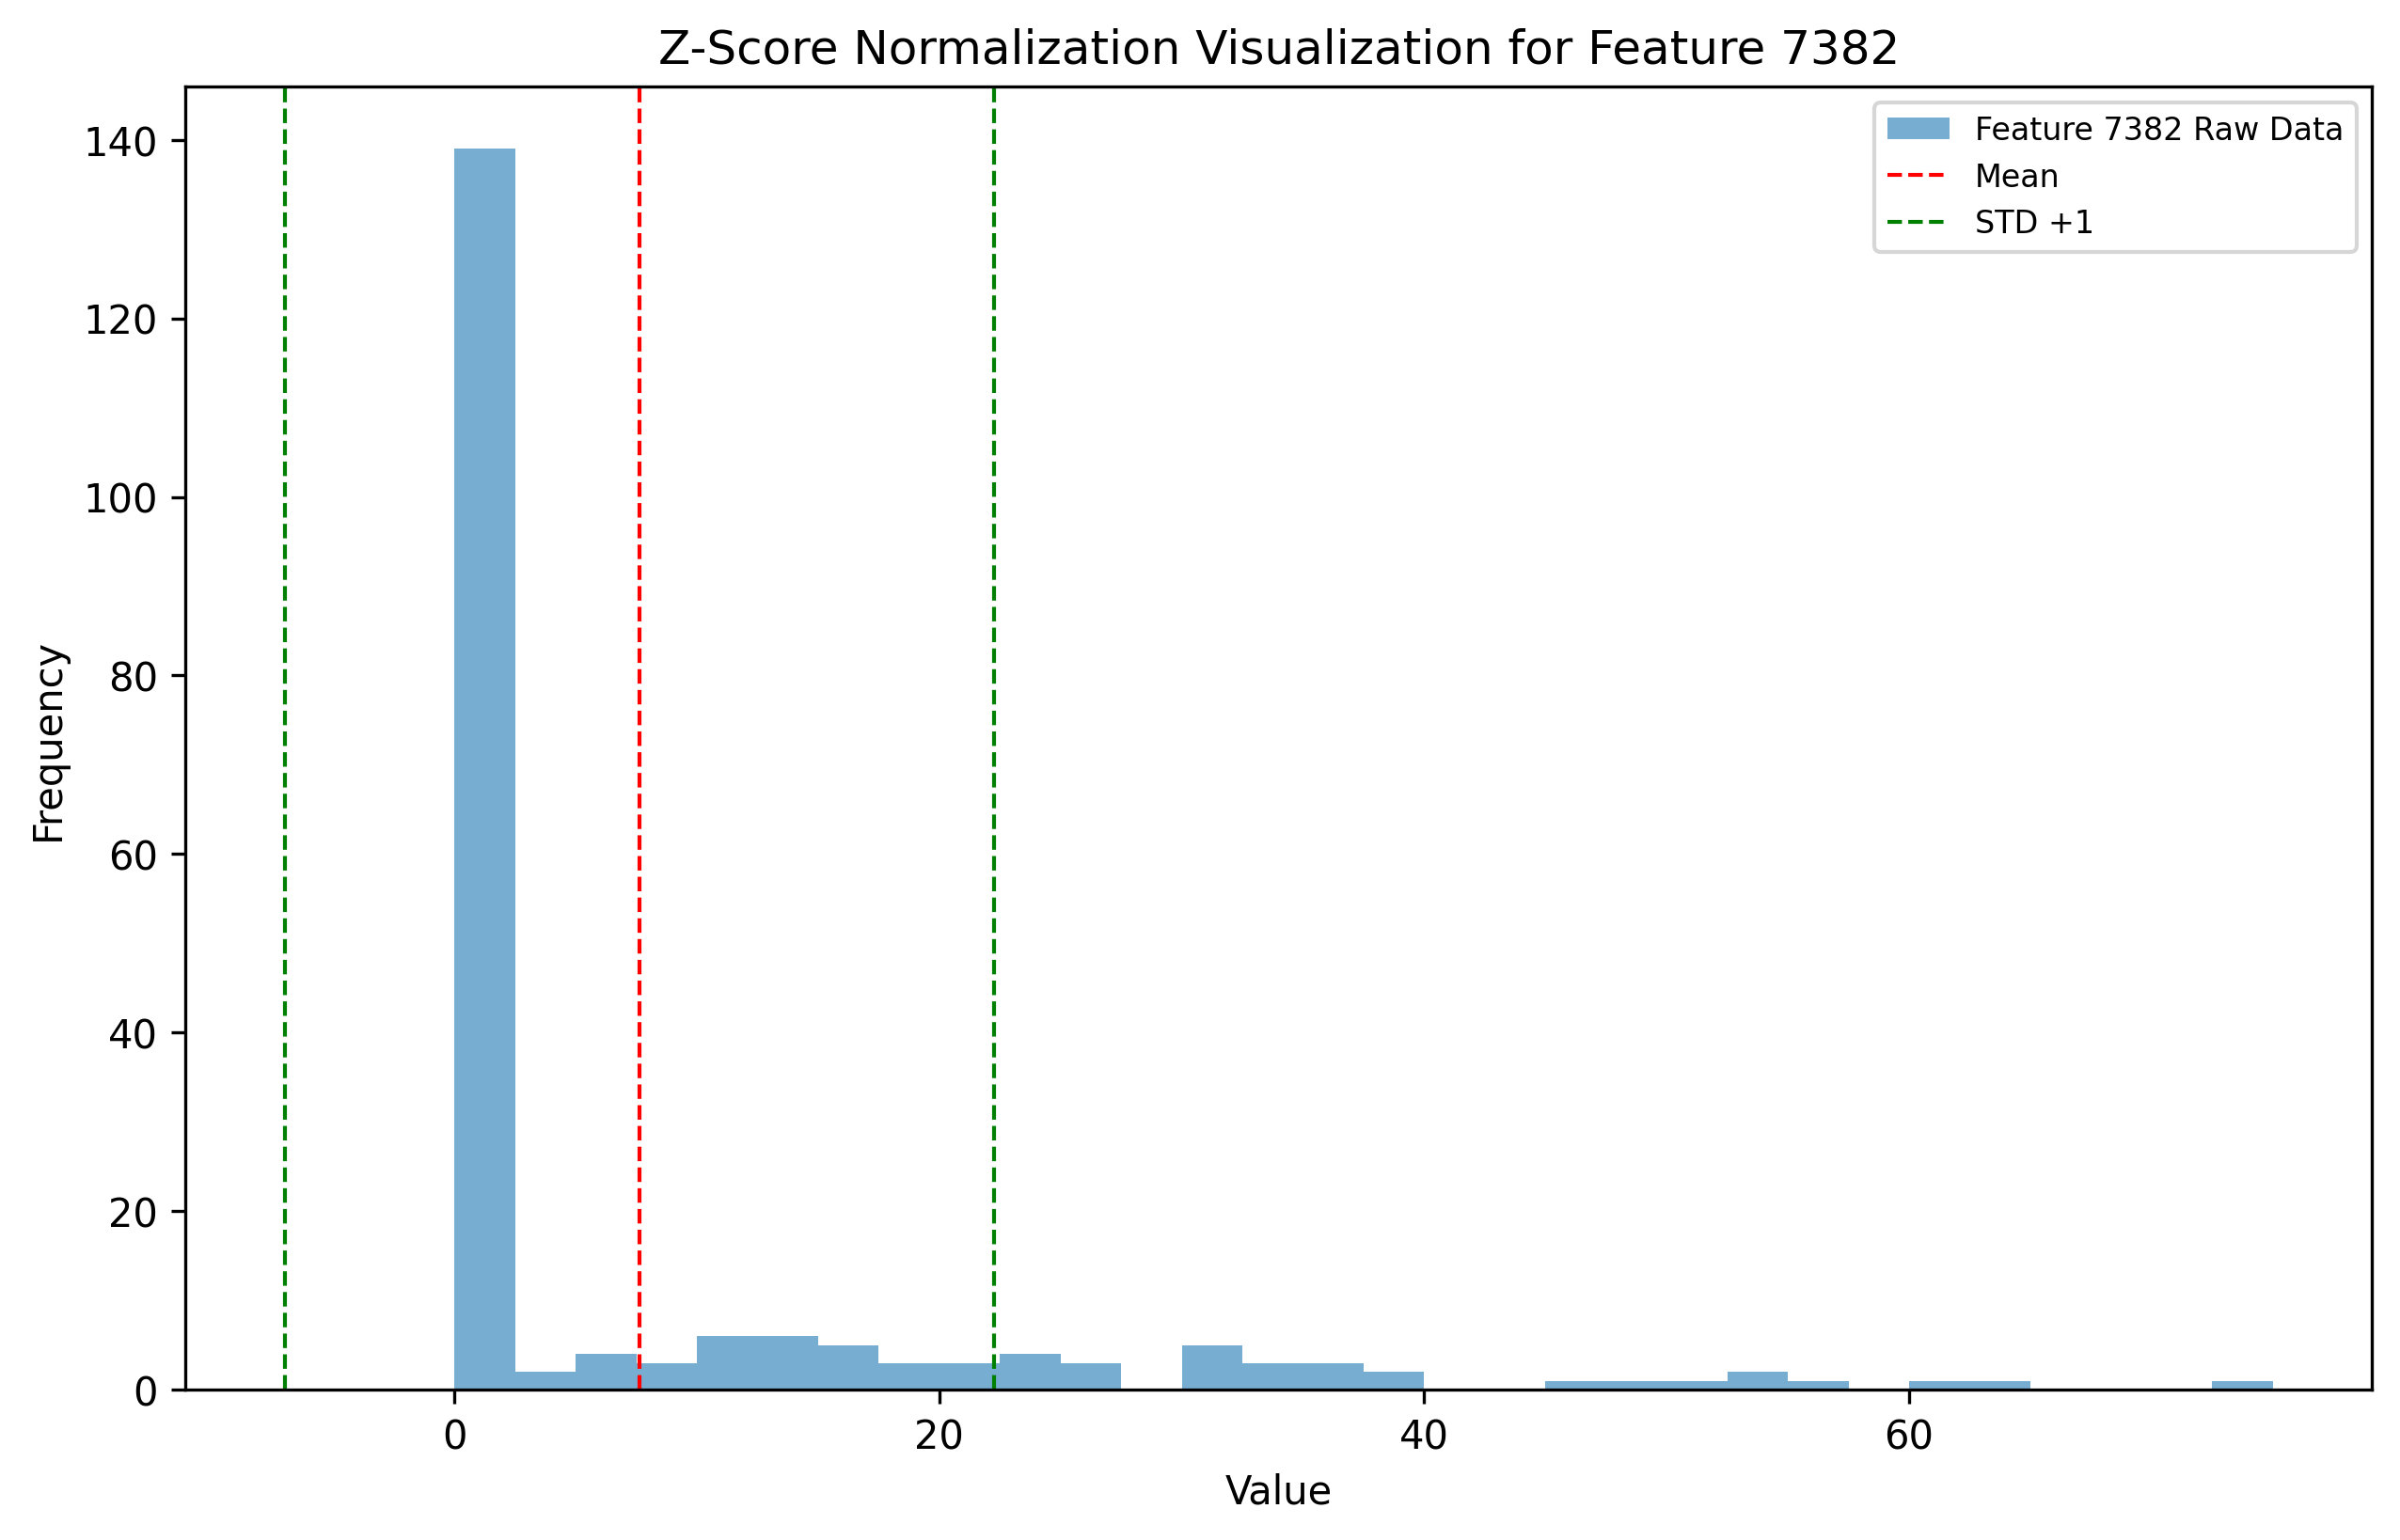 Z-Score Normalization Visualization for Feature 7382
Feature 7382 Raw Data
Mean
STD +1
140
120
100
80
60
40
20
0
Frequency
0 20 40 60
Value